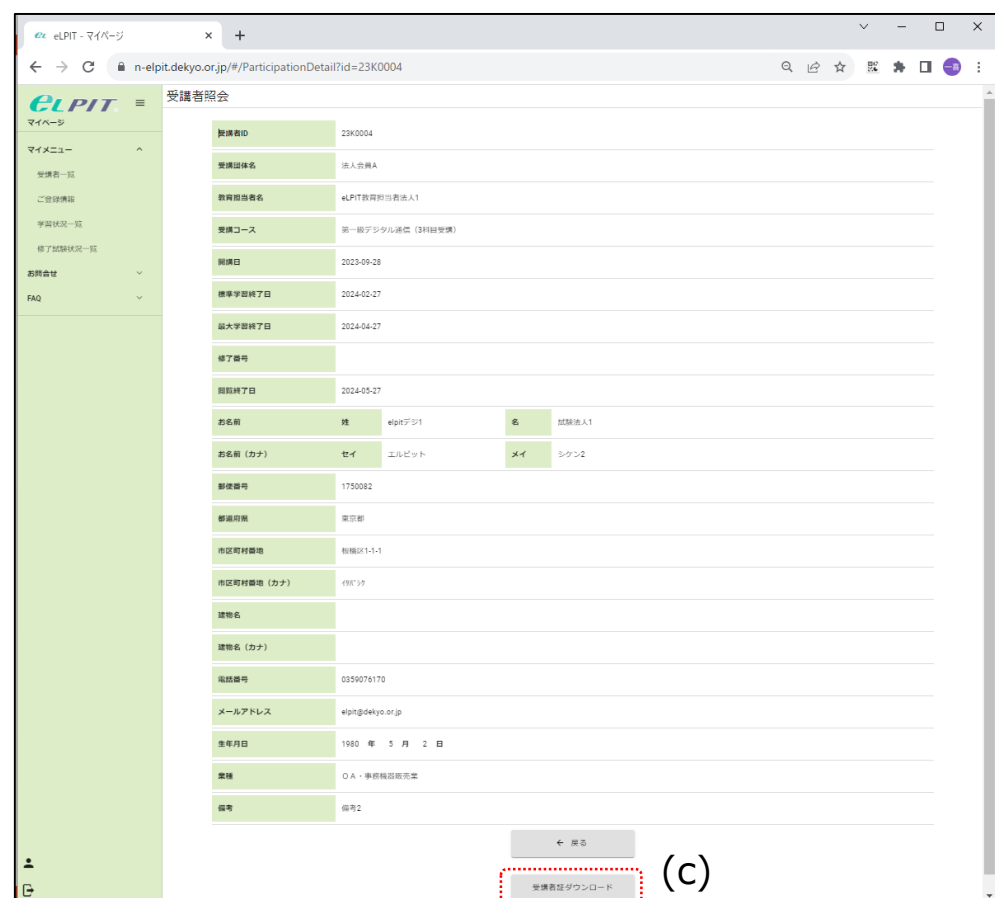 eLPIT - マイページ
n-elpit.dekyo.or.jp/#/ParticipationDetail?id=23K0004
一喜
eLPIT
マイページ
マイメニュー
受講者一覧
ご登録情報
学習状況一覧
修了試験状況一覧
お問合せ
FAQ
受講者照会
受講者ID 23K0004
受講団体名 法人会員A
教育担当者名 eLPIT教育担当者法人1
受講コース 第一級デジタル通信（3科目受講）
開講日 2023-09-28
標準学習終了日 2024-02-27
最大学習終了日 2024-04-27
修了番号
閲覧終了日 2024-05-27
お名前 姓 elpitデジ1 名 試験法人1
お名前（カナ） セイ エルピット メイ シケン2
郵便番号 1750082
都道府県 東京都
市区町村番地 板橋区1-1-1
市区町村番地（カナ） ｲﾀﾊﾞｼｸ
建物名
建物名（カナ）
電話番号 0359076170
メールアドレス elpit@dekyo.or.jp
生年月日 1980 年 5 月 2 日
業種 ＯＡ・事務機器販売業
備考 備考2
← 戻る
受講者証ダウンロード
(c)